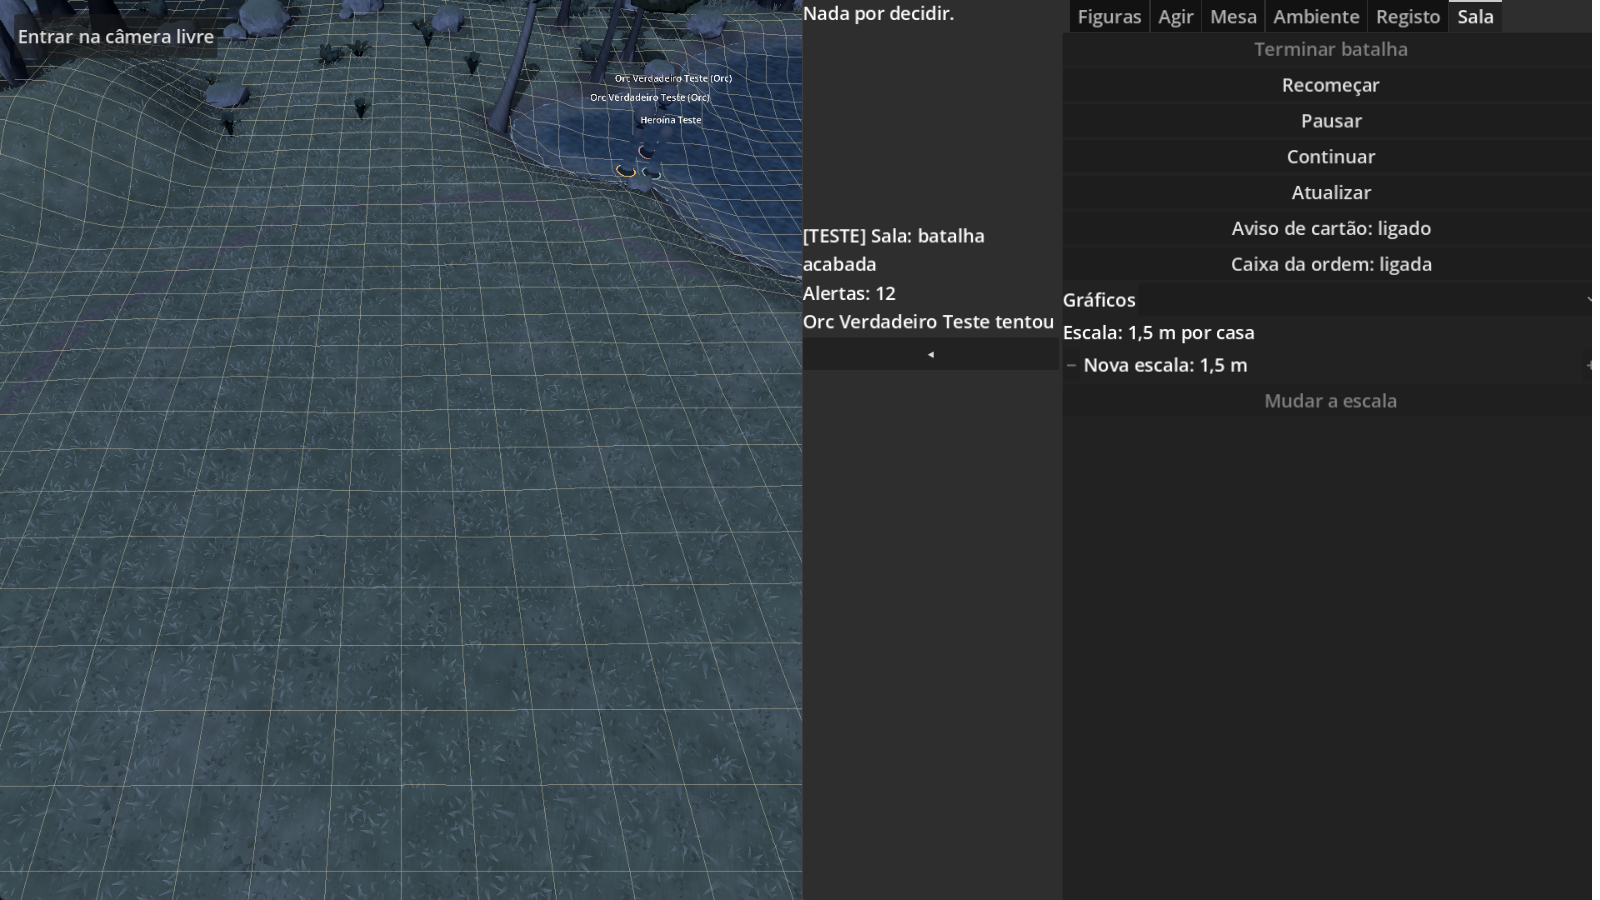 Entrar na câmera livre
Orc Verdadeiro Teste (Orc)
Orc Verdadeiro Teste (Orc)
Heroína Teste
Nada por decidir.
[TESTE] Sala: batalha
acabada
Alertas: 12
Orc Verdadeiro Teste tentou
Figuras
Agir
Mesa
Ambiente
Registo
Sala
Terminar batalha
Recomeçar
Pausar
Continuar
Atualizar
Aviso de cartão: ligado
Caixa da ordem: ligada
Gráficos
Escala: 1,5 m por casa
− Nova escala: 1,5 m +
Mudar a escala